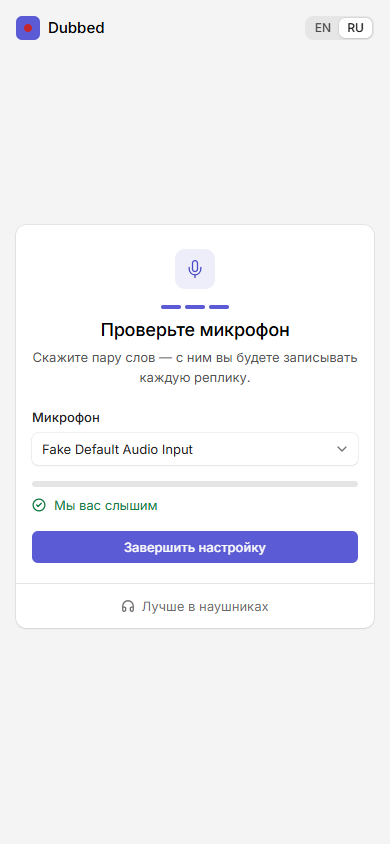 Dubbed
EN RU
Проверьте микрофон
Скажите пару слов — с ним вы будете записывать
каждую реплику.
Микрофон
Fake Default Audio Input
Мы вас слышим
Завершить настройку
Лучше в наушниках